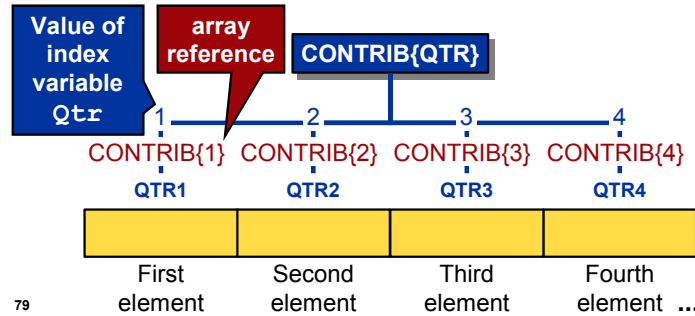 Value of
index
variable
Qtr
array
reference
CONTRIB{QTR}
1 2 3 4
CONTRIB{1} CONTRIB{2} CONTRIB{3} CONTRIB{4}
QTR1 QTR2 QTR3 QTR4
First Second Third Fourth
element element element element ...
79